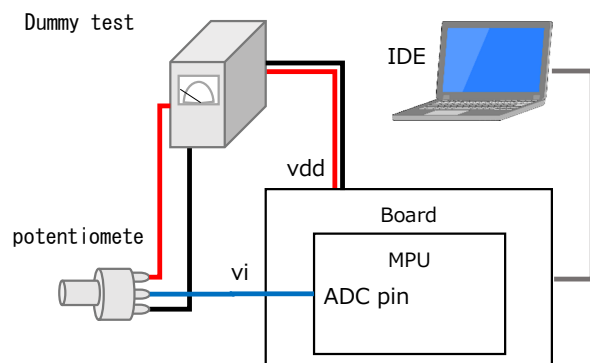 Dummy test
IDE
vdd
Board
potentiomete
MPU
vi
ADC pin